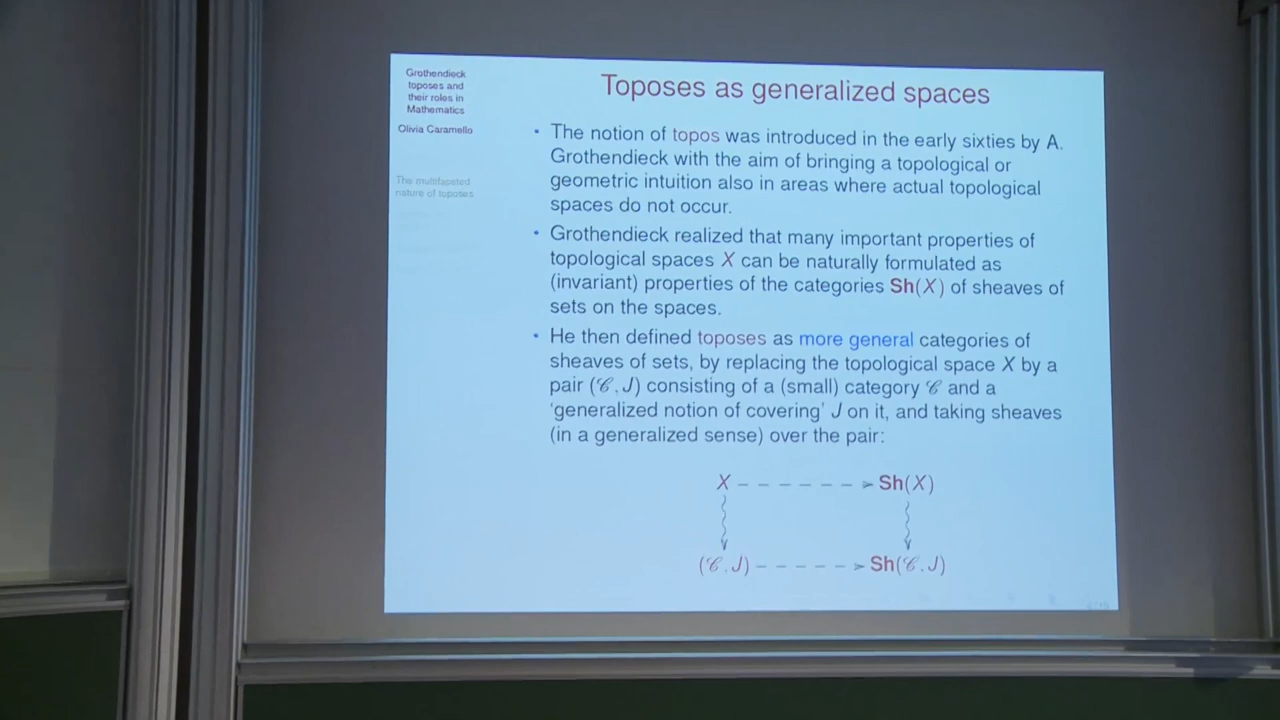 Grothendieck
toposes and
their roles in
Mathematics
Olivia Caramello
The multifaceted
nature of toposes
Toposes as generalized spaces
• The notion of topos was introduced in the early sixties by A.
Grothendieck with the aim of bringing a topological or
geometric intuition also in areas where actual topological
spaces do not occur.
• Grothendieck realized that many important properties of
topological spaces X can be naturally formulated as
(invariant) properties of the categories Sh(X) of sheaves of
sets on the spaces.
• He then defined toposes as more general categories of
sheaves of sets, by replacing the topological space X by a
pair (𝒞, J) consisting of a (small) category 𝒞 and a
‘generalized notion of covering’ J on it, and taking sheaves
(in a generalized sense) over the pair:
X Sh(X)
(𝒞, J) Sh(𝒞, J)